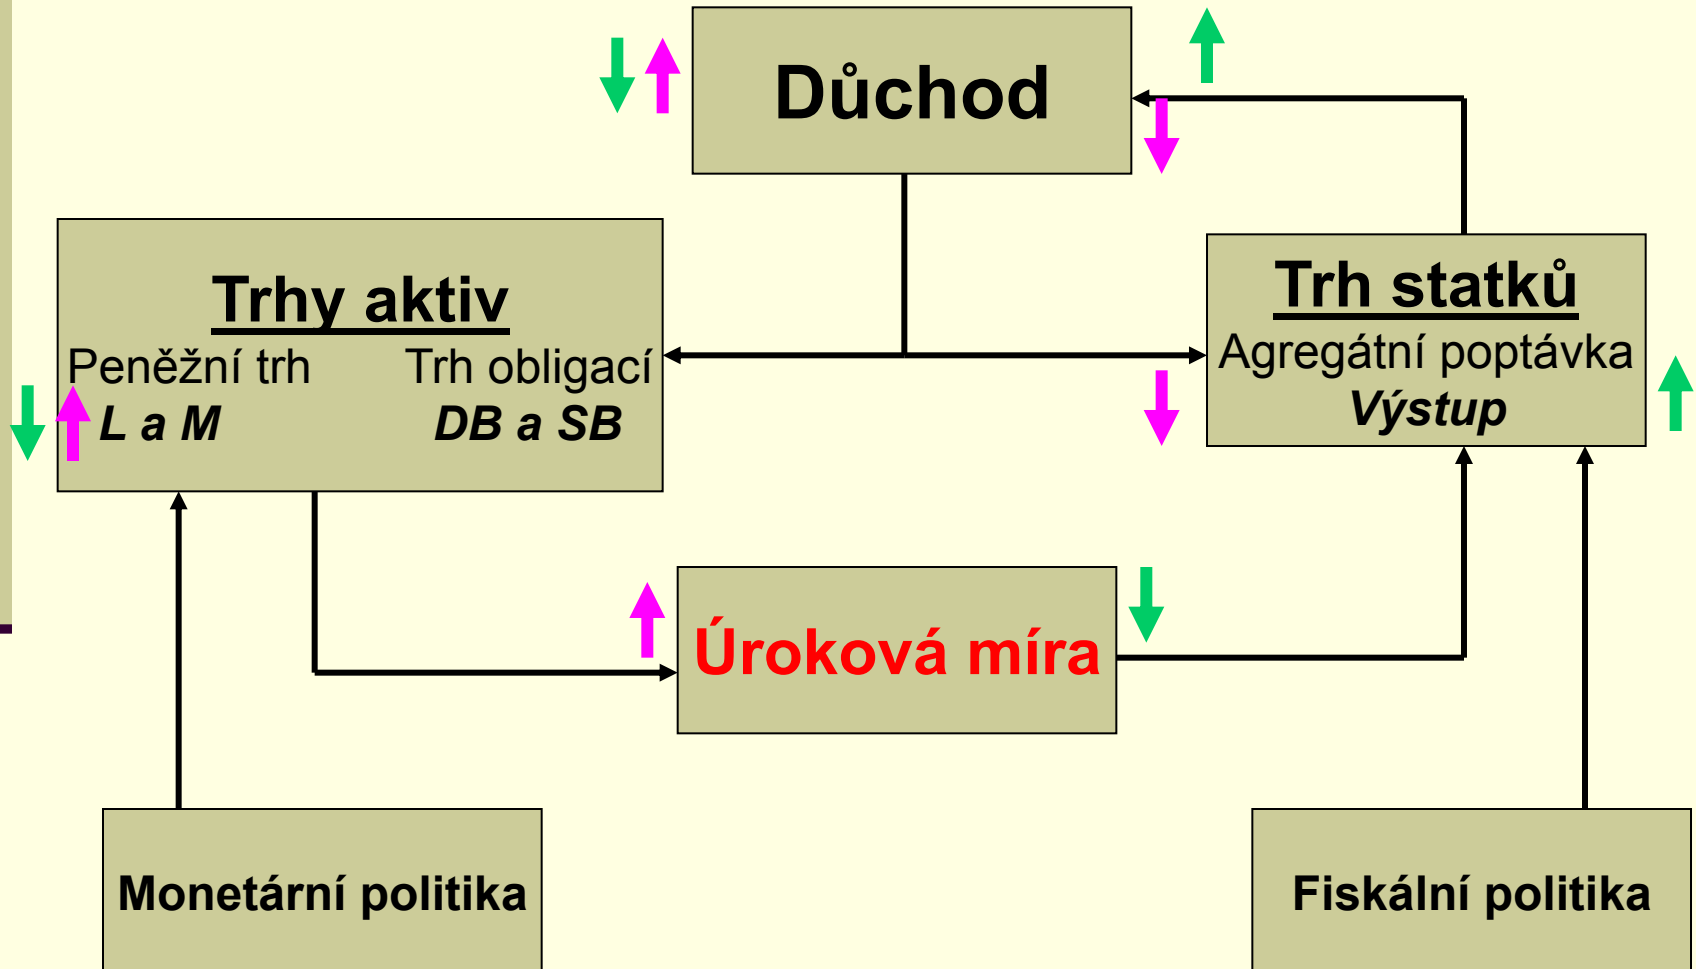 Důchod
Trhy aktiv
Peněžní trh Trh obligací
L a M DB a SB
Trh statků
Agregátní poptávka
Výstup
Úroková míra
Monetární politika
Fiskální politika